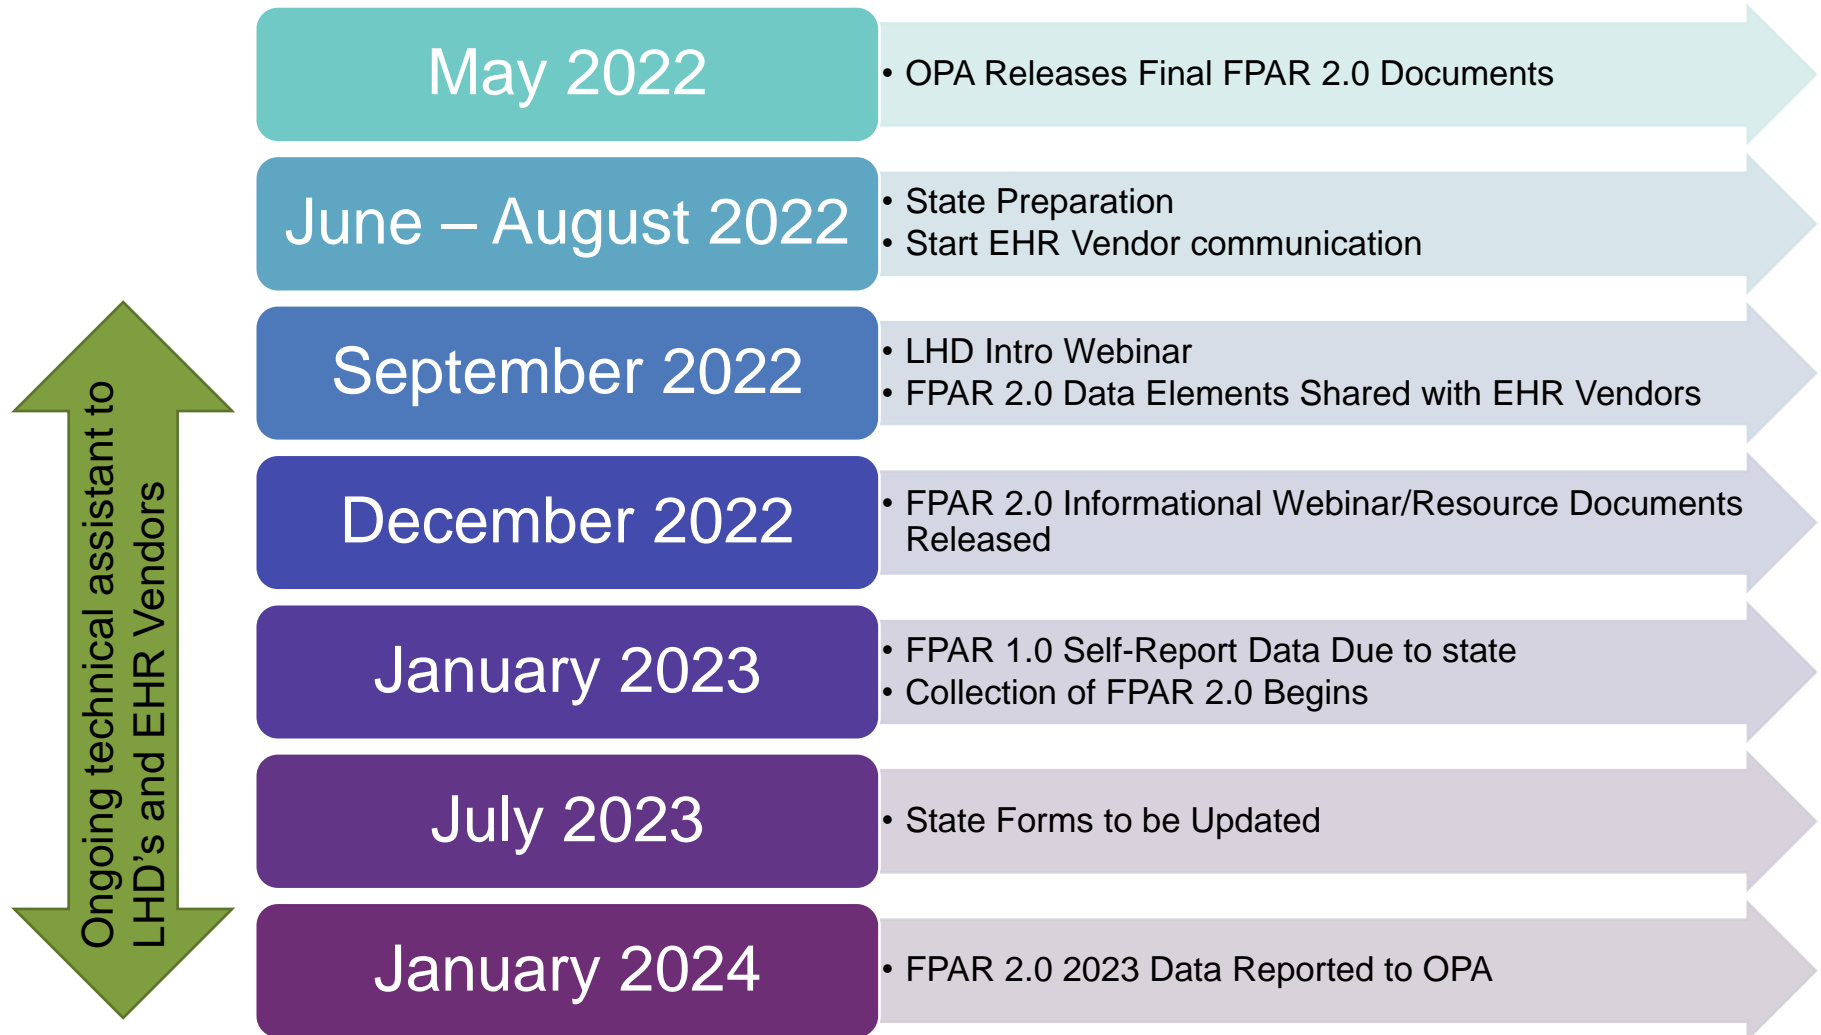 May 2022
• OPA Releases Final FPAR 2.0 Documents
June – August 2022
• State Preparation
• Start EHR Vendor communication
September 2022
• LHD Intro Webinar
• FPAR 2.0 Data Elements Shared with EHR Vendors
December 2022
• FPAR 2.0 Informational Webinar/Resource Documents
Released
January 2023
• FPAR 1.0 Self-Report Data Due to state
• Collection of FPAR 2.0 Begins
July 2023
• State Forms to be Updated
January 2024
• FPAR 2.0 2023 Data Reported to OPA
Ongoing technical assistant to
LHD’s and EHR Vendors